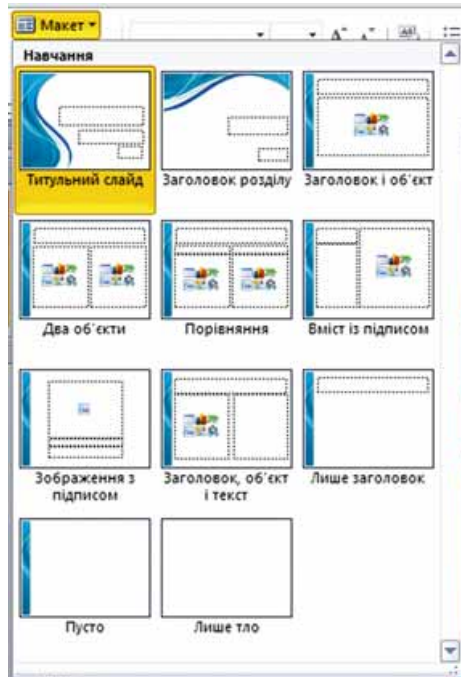 Макет
Навчання
Титульний слайд
Заголовок розділу
Заголовок і об'єкт
Два об'єкти
Порівняння
Вміст із підписом
Зображення з
підписом
Заголовок, об'єкт
і текст
Лише заголовок
Пусто
Лише тло